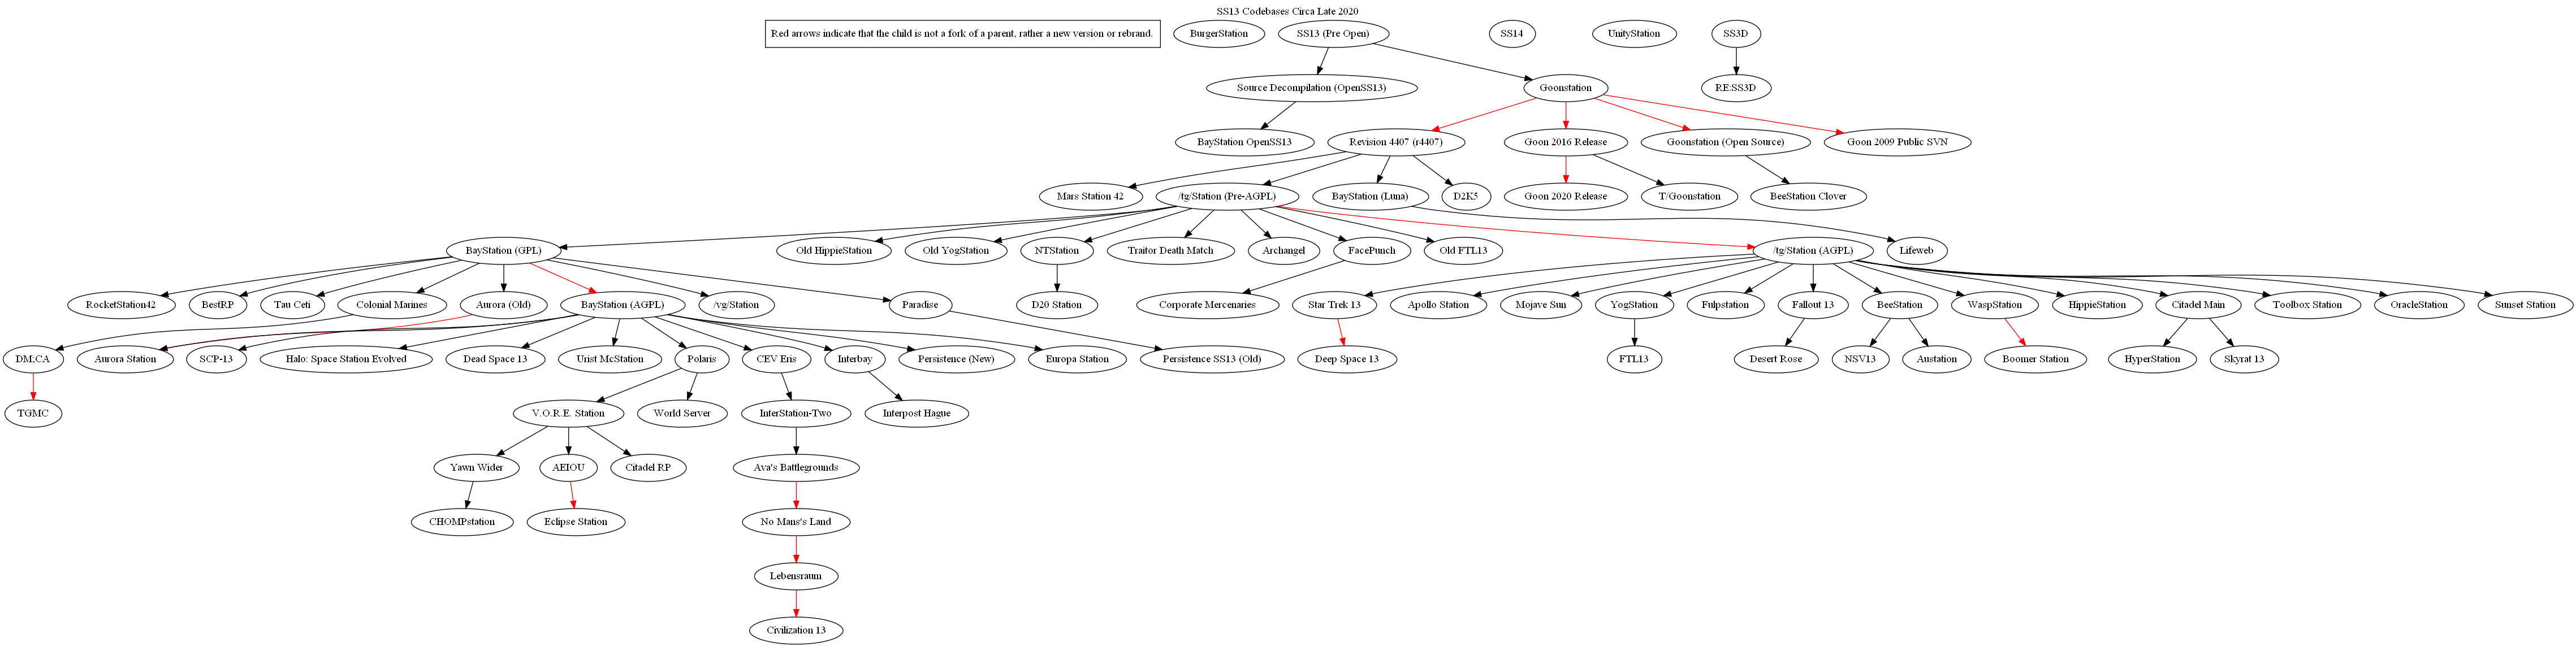 SS13 Codebases Circa Late 2020
Red arrows indicate that the child is not a fork of a parent, rather a new version or rebrand.
BurgerStation
SS13 (Pre Open)
SS14
UnityStation
SS3D
Source Decompilation (OpenSS13)
Goonstation
RE:SS3D
BayStation OpenSS13
Revision 4407 (r4407)
Goon 2016 Release
Goonstation (Open Source)
Goon 2009 Public SVN
Mars Station 42
/tg/Station (Pre-AGPL)
BayStation (Luna)
D2K5
Goon 2020 Release
T/Goonstation
BeeStation Clover
BayStation (GPL)
Old HippieStation
Old YogStation
NTStation
Traitor Death Match
Archangel
FacePunch
Old FTL13
/tg/Station (AGPL)
Lifeweb
RocketStation42
BestRP
Tau Ceti
Colonial Marines
Aurora (Old)
BayStation (AGPL)
/vg/Station
Paradise
D20 Station
Corporate Mercenaries
Star Trek 13
Apollo Station
Mojave Sun
YogStation
Fulpstation
Fallout 13
BeeStation
WaspStation
HippieStation
Citadel Main
Toolbox Station
OracleStation
Sunset Station
DM;CA
Aurora Station
SCP-13
Halo: Space Station Evolved
Dead Space 13
Urist McStation
Polaris
CEV Eris
Interbay
Persistence (New)
Europa Station
Persistence SS13 (Old)
Deep Space 13
FTL13
Desert Rose
NSV13
Austation
Boomer Station
HyperStation
Skyrat 13
TGMC
V.O.R.E. Station
World Server
InterStation-Two
Interpost Hague
Yawn Wider
AEIOU
Citadel RP
Ava's Battlegrounds
CHOMPstation
Eclipse Station
No Mans's Land
Lebensraum
Civilization 13